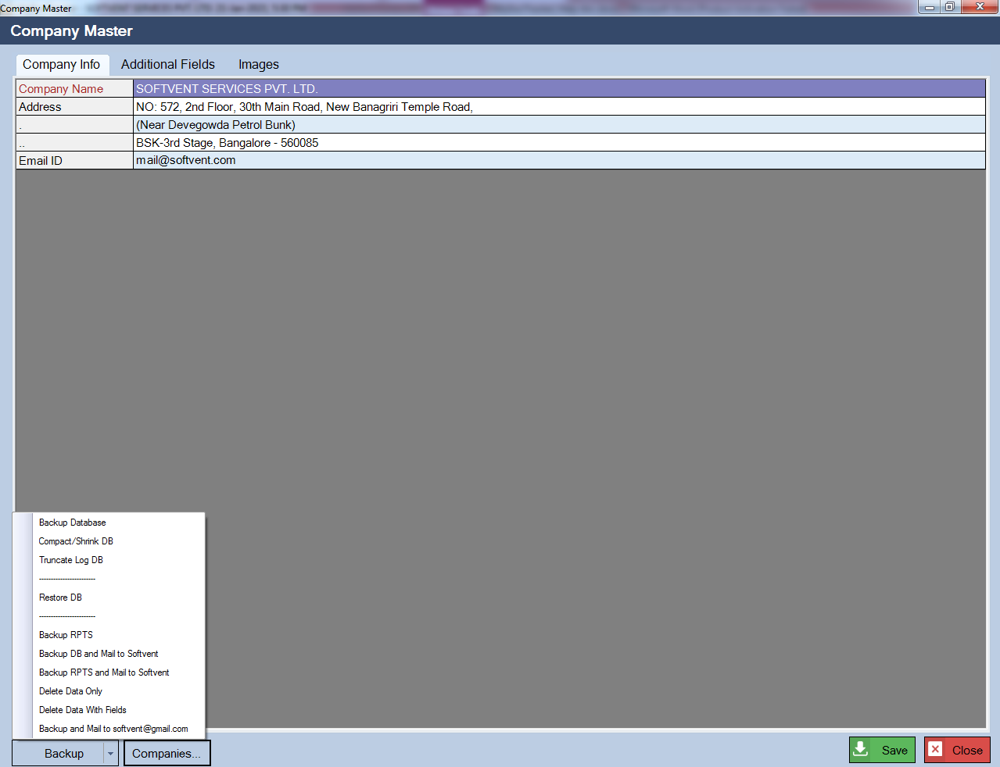 Company Master
Company Master
Company Info Additional Fields Images
Company Name SOFTVENT SERVICES PVT. LTD.
Address NO: 572, 2nd Floor, 30th Main Road, New Banagriri Temple Road,
. (Near Devegowda Petrol Bunk)
.. BSK-3rd Stage, Bangalore - 560085
Email ID mail@softvent.com
Backup Database
Compact/Shrink DB
Truncate Log DB
------------------------
Restore DB
------------------------
Backup RPTS
Backup DB and Mail to Softvent
Backup RPTS and Mail to Softvent
Delete Data Only
Delete Data With Fields
Backup and Mail to softvent@gmail.com
Backup Companies... Save Close